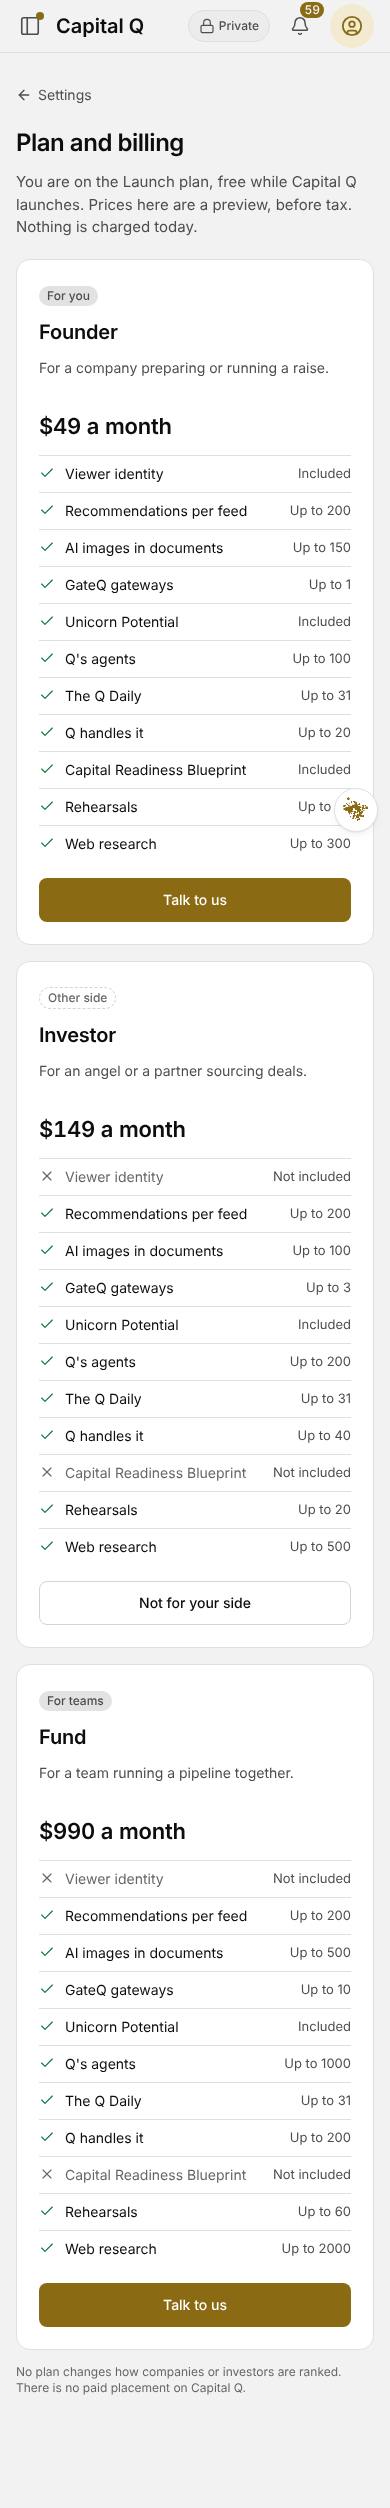 Capital Q
Private
59
Settings
Plan and billing
You are on the Launch plan, free while Capital Q
launches. Prices here are a preview, before tax.
Nothing is charged today.
For you
Founder
For a company preparing or running a raise.
$49 a month
Viewer identity Included
Recommendations per feed Up to 200
AI images in documents Up to 150
GateQ gateways Up to 1
Unicorn Potential Included
Q's agents Up to 100
The Q Daily Up to 31
Q handles it Up to 20
Capital Readiness Blueprint Included
Rehearsals Up to
Web research Up to 300
Talk to us
Other side
Investor
For an angel or a partner sourcing deals.
$149 a month
Viewer identity Not included
Recommendations per feed Up to 200
AI images in documents Up to 100
GateQ gateways Up to 3
Unicorn Potential Included
Q's agents Up to 200
The Q Daily Up to 31
Q handles it Up to 40
Capital Readiness Blueprint Not included
Rehearsals Up to 20
Web research Up to 500
Not for your side
For teams
Fund
For a team running a pipeline together.
$990 a month
Viewer identity Not included
Recommendations per feed Up to 200
AI images in documents Up to 500
GateQ gateways Up to 10
Unicorn Potential Included
Q's agents Up to 1000
The Q Daily Up to 31
Q handles it Up to 200
Capital Readiness Blueprint Not included
Rehearsals Up to 60
Web research Up to 2000
Talk to us
No plan changes how companies or investors are ranked.
There is no paid placement on Capital Q.